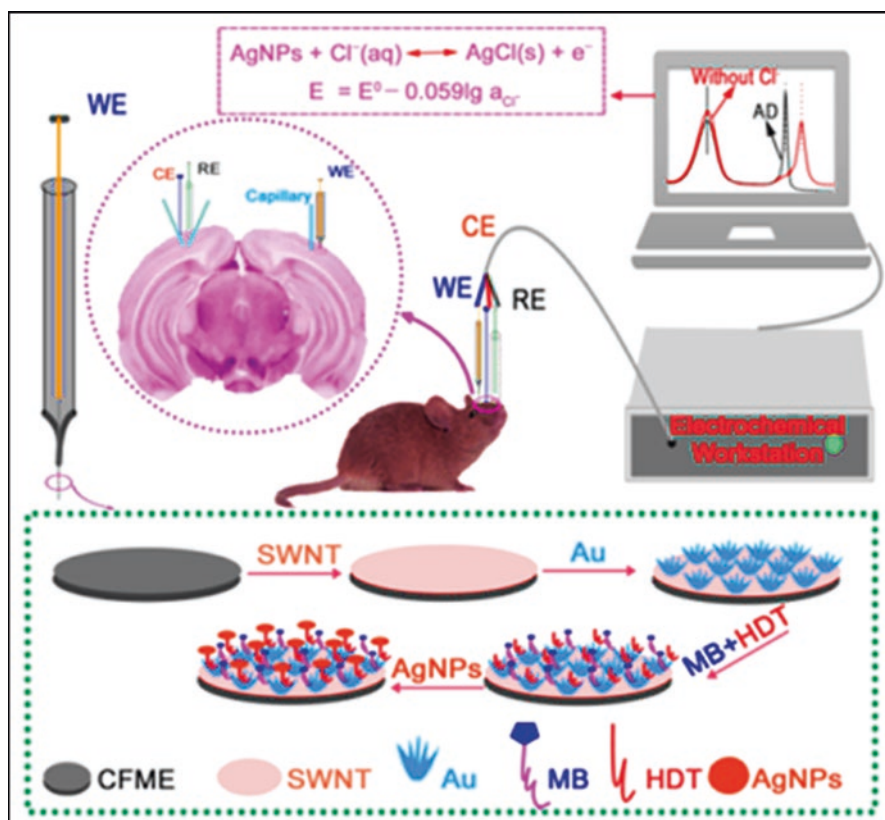 AgNPs + Cl⁻(aq) ⟷ AgCl(s) + e⁻
E = E⁰ − 0.059lg a_Cl⁻
Without Cl⁻
AD
WE
CE RE
WE
Capillary
CE
WE
RE
Electrochemical
Workstation
SWNT
Au
MB+HDT
AgNPs
CFME SWNT Au MB HDT AgNPs